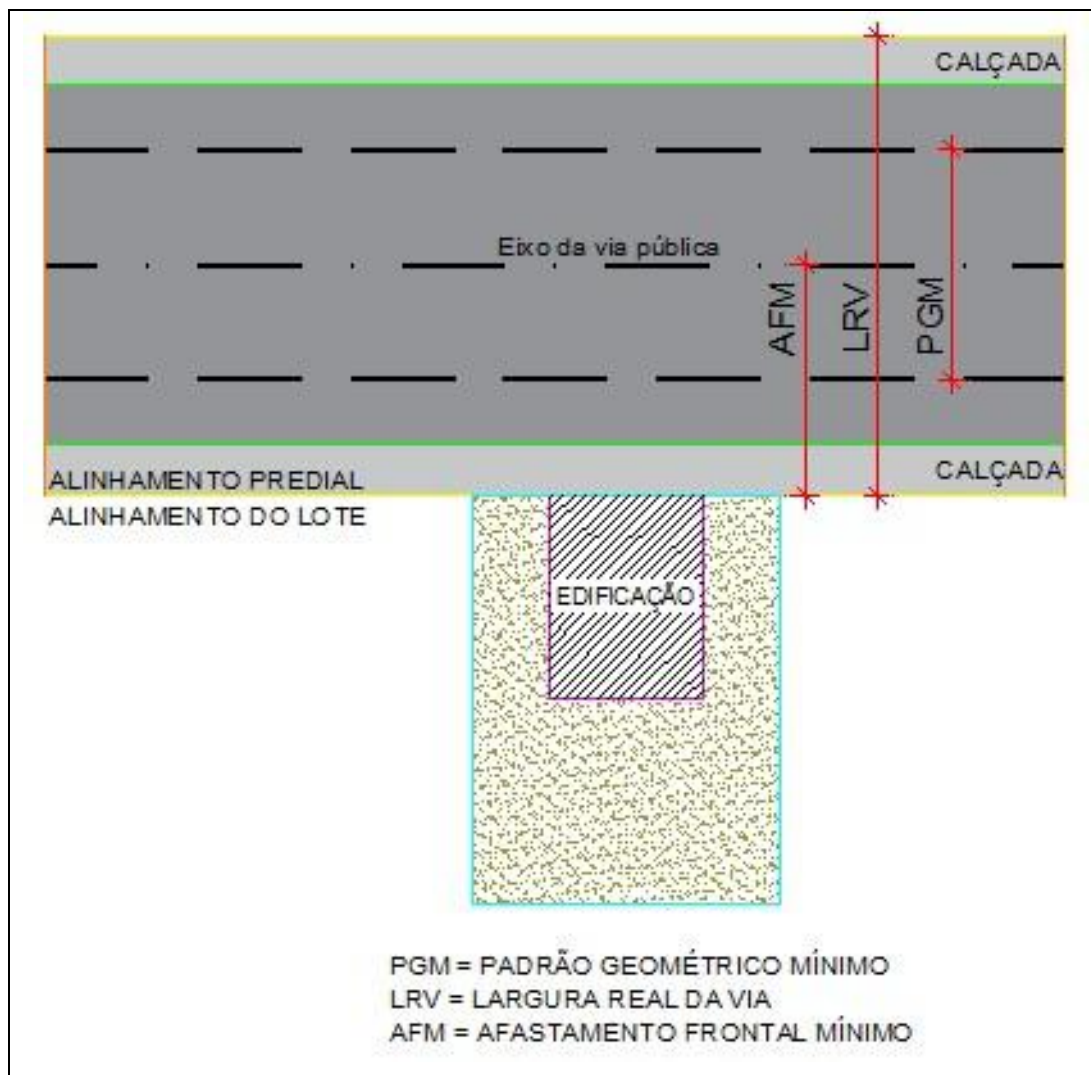 CALÇADA
Eixo da via pública
AFM
LRV
PGM
ALINHAMENTO PREDIAL
CALÇADA
ALINHAMENTO DO LOTE
EDIFICAÇÃO
PGM = PADRÃO GEOMÉTRICO MÍNIMO
LRV = LARGURA REAL DA VIA
AFM = AFASTAMENTO FRONTAL MÍNIMO